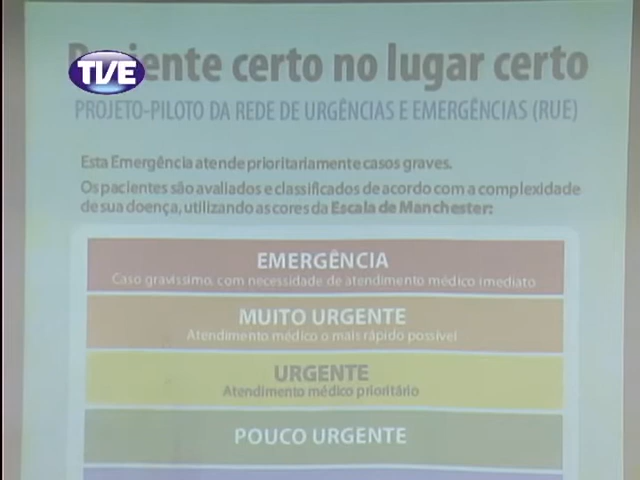 TVE
Paciente certo no lugar certo
PROJETO-PILOTO DA REDE DE URGÊNCIAS E EMERGÊNCIAS (RUE)
Esta Emergência atende prioritariamente casos graves.
Os pacientes são avaliados e classificados de acordo com a complexidade
de sua doença, utilizando as cores da Escala de Manchester:
EMERGÊNCIA
Caso gravíssimo, com necessidade de atendimento médico imediato
MUITO URGENTE
Atendimento médico o mais rápido possível
URGENTE
Atendimento médico prioritário
POUCO URGENTE